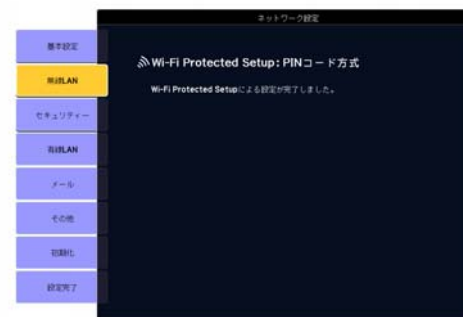 ネットワーク設定
基本設定
無線LAN
セキュリティー
有線LAN
メール
その他
初期化
設定完了
Wi-Fi Protected Setup: PINコード方式
Wi-Fi Protected Setupによる設定が完了しました。